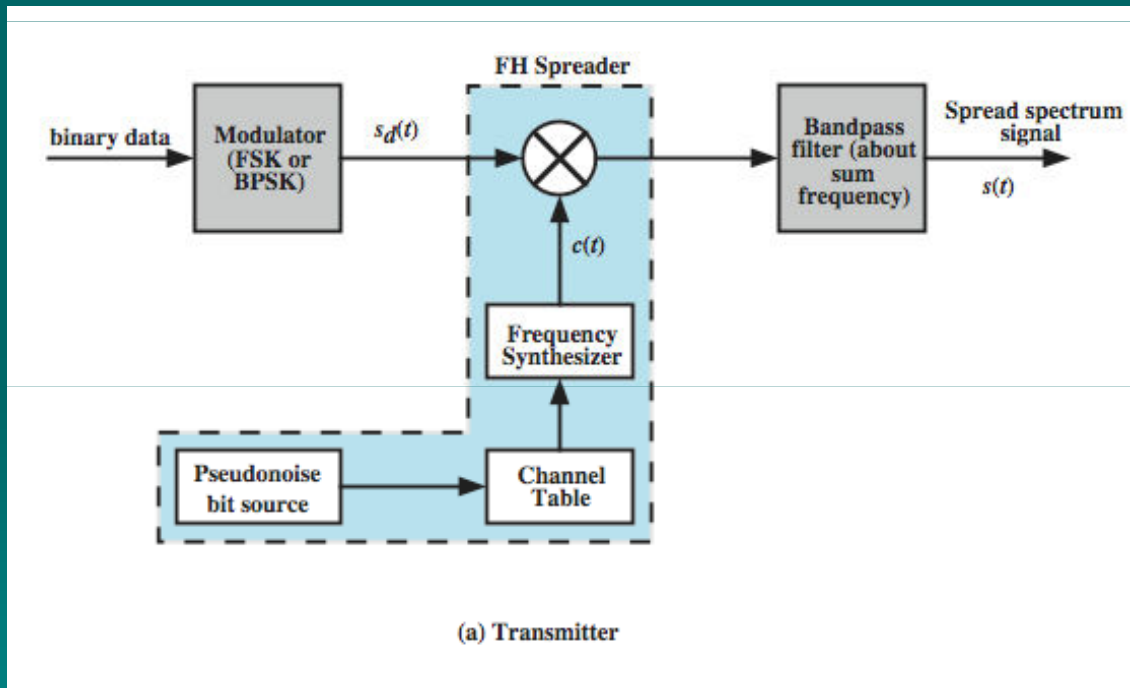 FH Spreader
binary data
Modulator
(FSK or
BPSK)
sd(t)
Bandpass
filter (about
sum
frequency)
Spread spectrum
signal
s(t)
c(t)
Frequency
Synthesizer
Pseudonoise
bit source
Channel
Table
(a) Transmitter